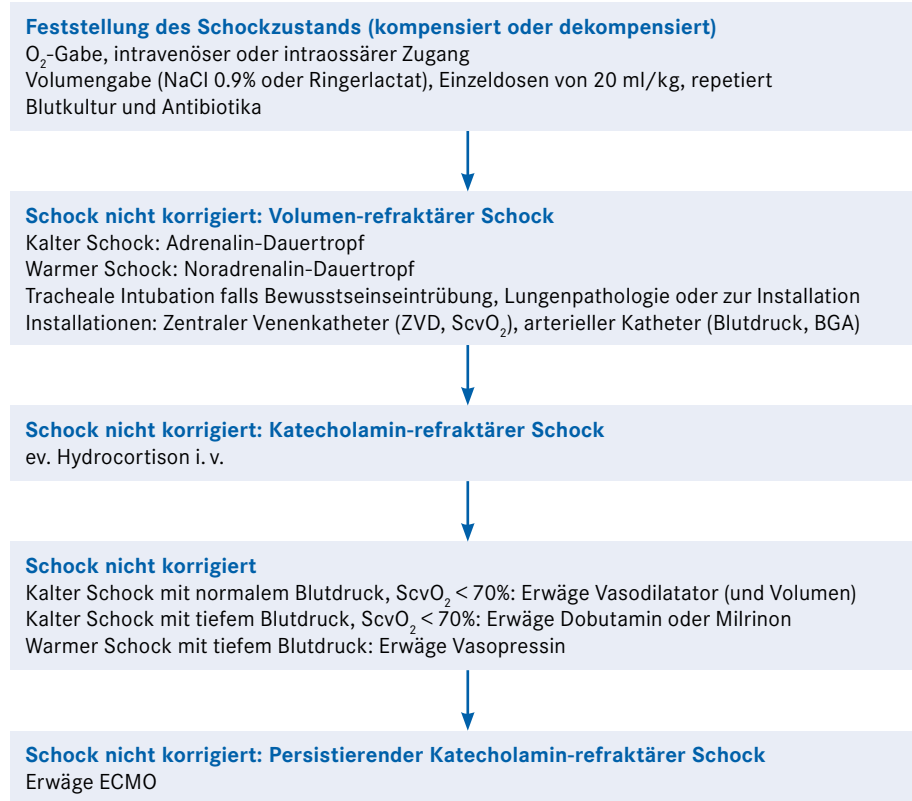 Feststellung des Schockzustands (kompensiert oder dekompensiert)
O₂-Gabe, intravenöser oder intraossärer Zugang
Volumengabe (NaCl 0.9% oder Ringerlactat), Einzeldosen von 20 ml/kg, repetiert
Blutkultur und Antibiotika
Schock nicht korrigiert: Volumen-refraktärer Schock
Kalter Schock: Adrenalin-Dauertropf
Warmer Schock: Noradrenalin-Dauertropf
Tracheale Intubation falls Bewusstseinseintrübung, Lungenpathologie oder zur Installation
Installationen: Zentraler Venenkatheter (ZVD, ScvO₂), arterieller Katheter (Blutdruck, BGA)
Schock nicht korrigiert: Katecholamin-refraktärer Schock
ev. Hydrocortison i. v.
Schock nicht korrigiert
Kalter Schock mit normalem Blutdruck, ScvO₂ < 70%: Erwäge Vasodilatator (und Volumen)
Kalter Schock mit tiefem Blutdruck, ScvO₂ < 70%: Erwäge Dobutamin oder Milrinon
Warmer Schock mit tiefem Blutdruck: Erwäge Vasopressin
Schock nicht korrigiert: Persistierender Katecholamin-refraktärer Schock
Erwäge ECMO